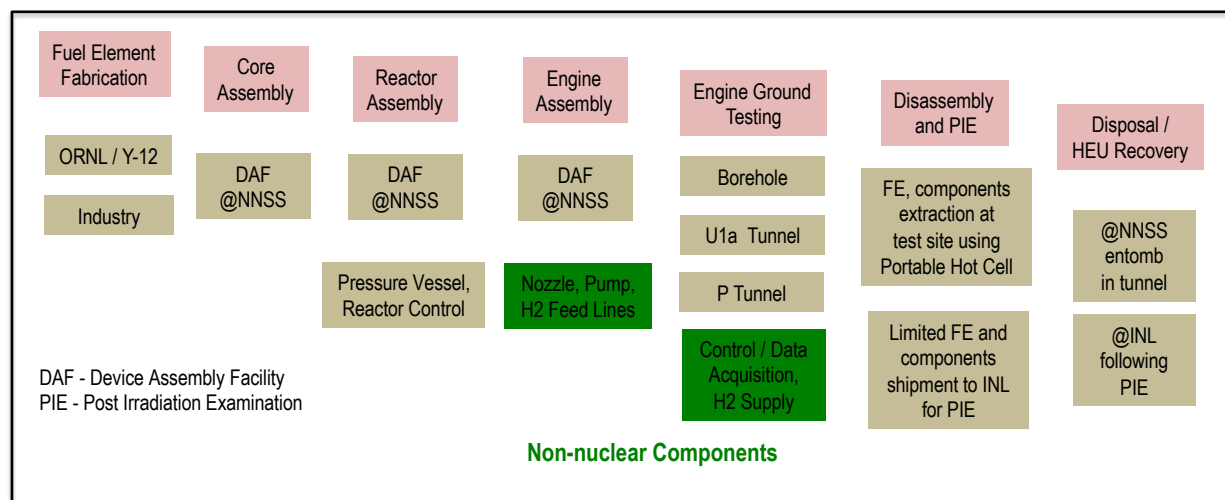 Fuel Element
Fabrication
ORNL / Y-12
Industry
Core
Assembly
DAF
@NNSS
Reactor
Assembly
DAF
@NNSS
Pressure Vessel,
Reactor Control
Engine
Assembly
DAF
@NNSS
Nozzle, Pump,
H2 Feed Lines
Engine Ground
Testing
Borehole
U1a Tunnel
P Tunnel
Control / Data
Acquisition,
H2 Supply
Disassembly
and PIE
FE, components
extraction at
test site using
Portable Hot Cell
Limited FE and
components
shipment to INL
for PIE
Disposal /
HEU Recovery
@NNSS
entomb
in tunnel
@INL
following
PIE
DAF - Device Assembly Facility
PIE - Post Irradiation Examination
Non-nuclear Components